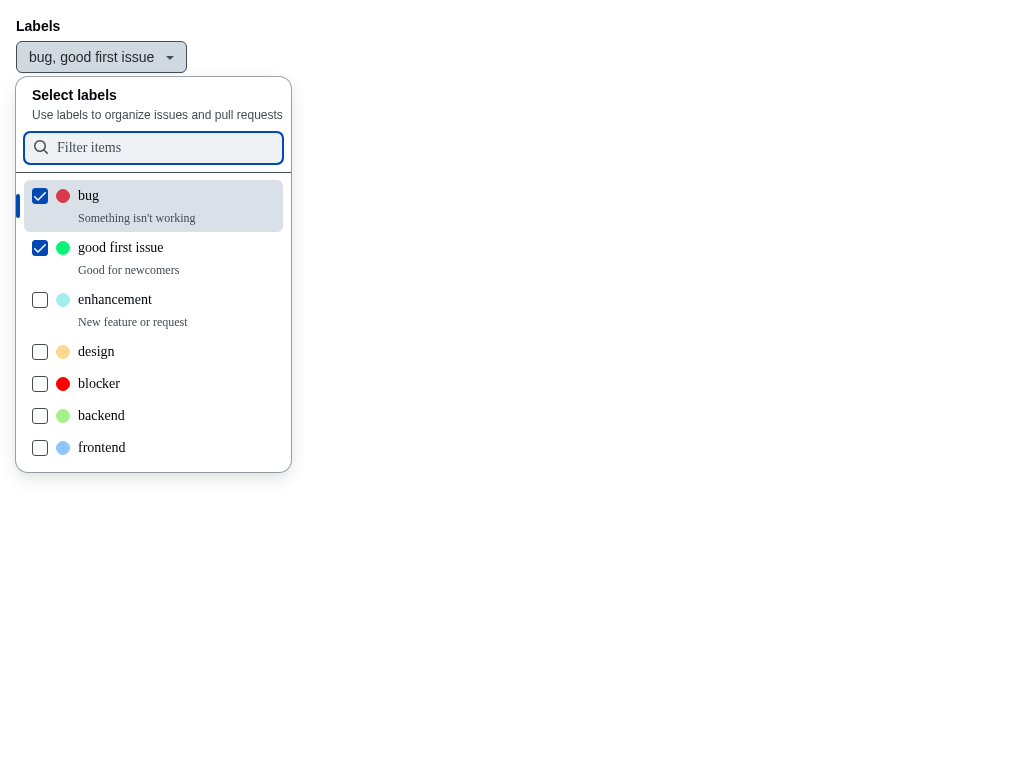 Labels
bug, good first issue
Select labels
Use labels to organize issues and pull requests
Filter items
bug
Something isn't working
good first issue
Good for newcomers
enhancement
New feature or request
design
blocker
backend
frontend